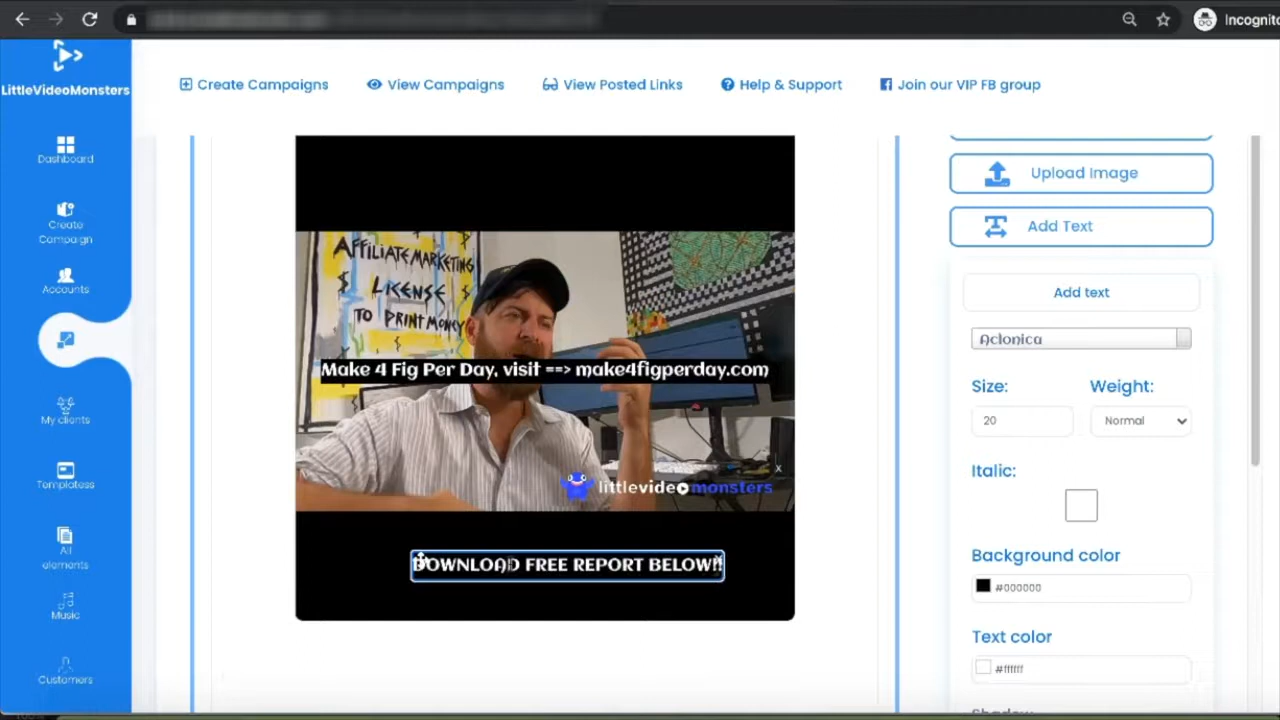 Incognito
LittleVideoMonsters
Create Campaigns
View Campaigns
View Posted Links
Help & Support
Join our VIP FB group
Dashboard
Create
Campaign
Accounts
My clients
Templatess
All
elements
Music
Customers
AFFILIATE MARKETING
$ LICENSE $
TO PRINT MONEY
$
Make 4 Fig Per Day, visit ==> make4figperday.com
x
littlevideomonsters
DOWNLOAD FREE REPORT BELOW!!
Upload Image
Add Text
Add text
Aclonica
Size:
Weight:
20
Normal
Italic:
Background color
#000000
Text color
#ffffff